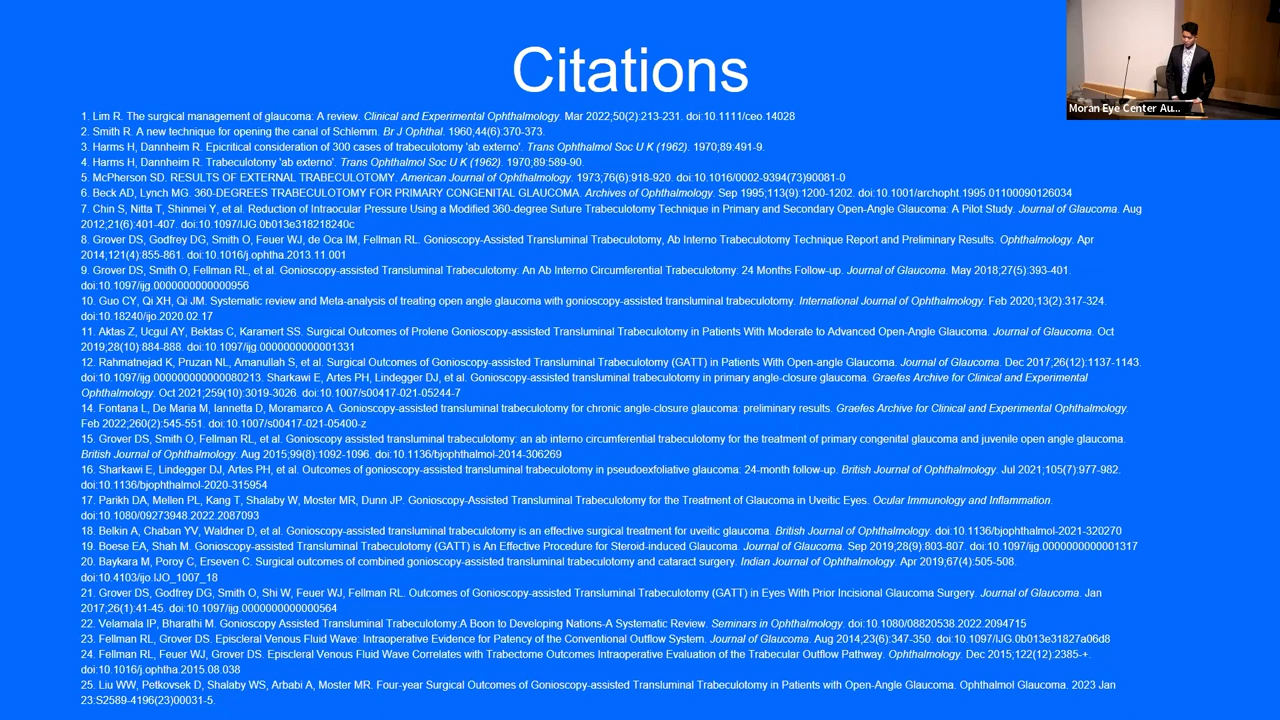 Citations
Moran Eye Center Au...
1. Lim R. The surgical management of glaucoma: A review. Clinical and Experimental Ophthalmology. Mar 2022;50(2):213-231. doi:10.1111/ceo.14028
2. Smith R. A new technique for opening the canal of Schlemm. Br J Ophthal. 1960;44(6):370-373.
3. Harms H, Dannheim R. Epicritical consideration of 300 cases of trabeculotomy 'ab externo'. Trans Ophthalmol Soc U K (1962). 1970;89:491-9.
4. Harms H, Dannheim R. Trabeculotomy 'ab externo'. Trans Ophthalmol Soc U K (1962). 1970;89:589-90.
5. McPherson SD. RESULTS OF EXTERNAL TRABECULOTOMY. American Journal of Ophthalmology. 1973;76(6):918-920. doi:10.1016/0002-9394(73)90081-0
6. Beck AD, Lynch MG. 360-DEGREES TRABECULOTOMY FOR PRIMARY CONGENITAL GLAUCOMA. Archives of Ophthalmology. Sep 1995;113(9):1200-1202. doi:10.1001/archopht.1995.01100090126034
7. Chin S, Nitta T, Shinmei Y, et al. Reduction of Intraocular Pressure Using a Modified 360-degree Suture Trabeculotomy Technique in Primary and Secondary Open-Angle Glaucoma: A Pilot Study. Journal of Glaucoma. Aug
2012;21(6):401-407. doi:10.1097/IJG.0b013e318218240c
8. Grover DS, Godfrey DG, Smith O, Feuer WJ, de Oca IM, Fellman RL. Gonioscopy-Assisted Transluminal Trabeculotomy, Ab Interno Trabeculotomy Technique Report and Preliminary Results. Ophthalmology. Apr
2014;121(4):855-861. doi:10.1016/j.ophtha.2013.11.001
9. Grover DS, Smith O, Fellman RL, et al. Gonioscopy-assisted Transluminal Trabeculotomy: An Ab Interno Circumferential Trabeculotomy: 24 Months Follow-up. Journal of Glaucoma. May 2018;27(5):393-401.
doi:10.1097/ijg.0000000000000956
10. Guo CY, Qi XH, Qi JM. Systematic review and Meta-analysis of treating open angle glaucoma with gonioscopy-assisted transluminal trabeculotomy. International Journal of Ophthalmology. Feb 2020;13(2):317-324.
doi:10.18240/ijo.2020.02.17
11. Aktas Z, Ucgul AY, Bektas C, Karamert SS. Surgical Outcomes of Prolene Gonioscopy-assisted Transluminal Trabeculotomy in Patients With Moderate to Advanced Open-Angle Glaucoma. Journal of Glaucoma. Oct
2019;28(10):884-888. doi:10.1097/ijg.0000000000001331
12. Rahmatnejad K, Pruzan NL, Amanullah S, et al. Surgical Outcomes of Gonioscopy-assisted Transluminal Trabeculotomy (GATT) in Patients With Open-angle Glaucoma. Journal of Glaucoma. Dec 2017;26(12):1137-1143.
doi:10.1097/ijg.000000000000080213. Sharkawi E, Artes PH, Lindegger DJ, et al. Gonioscopy-assisted transluminal trabeculotomy in primary angle-closure glaucoma. Graefes Archive for Clinical and Experimental
Ophthalmology. Oct 2021;259(10):3019-3026. doi:10.1007/s00417-021-05244-7
14. Fontana L, De Maria M, Iannetta D, Moramarco A. Gonioscopy-assisted transluminal trabeculotomy for chronic angle-closure glaucoma: preliminary results. Graefes Archive for Clinical and Experimental Ophthalmology.
Feb 2022;260(2):545-551. doi:10.1007/s00417-021-05400-z
15. Grover DS, Smith O, Fellman RL, et al. Gonioscopy assisted transluminal trabeculotomy: an ab interno circumferential trabeculotomy for the treatment of primary congenital glaucoma and juvenile open angle glaucoma.
British Journal of Ophthalmology. Aug 2015;99(8):1092-1096. doi:10.1136/bjophthalmol-2014-306269
16. Sharkawi E, Lindegger DJ, Artes PH, et al. Outcomes of gonioscopy-assisted transluminal trabeculotomy in pseudoexfoliative glaucoma: 24-month follow-up. British Journal of Ophthalmology. Jul 2021;105(7):977-982.
doi:10.1136/bjophthalmol-2020-315954
17. Parikh DA, Mellen PL, Kang T, Shalaby W, Moster MR, Dunn JP. Gonioscopy-Assisted Transluminal Trabeculotomy for the Treatment of Glaucoma in Uveitic Eyes. Ocular Immunology and Inflammation.
doi:10.1080/09273948.2022.2087093
18. Belkin A, Chaban YV, Waldner D, et al. Gonioscopy-assisted transluminal trabeculotomy is an effective surgical treatment for uveitic glaucoma. British Journal of Ophthalmology. doi:10.1136/bjophthalmol-2021-320270
19. Boese EA, Shah M. Gonioscopy-assisted Transluminal Trabeculotomy (GATT) is An Effective Procedure for Steroid-induced Glaucoma. Journal of Glaucoma. Sep 2019;28(9):803-807. doi:10.1097/ijg.0000000000001317
20. Baykara M, Poroy C, Erseven C. Surgical outcomes of combined gonioscopy-assisted transluminal trabeculotomy and cataract surgery. Indian Journal of Ophthalmology. Apr 2019;67(4):505-508.
doi:10.4103/ijo.IJO_1007_18
21. Grover DS, Godfrey DG, Smith O, Shi W, Feuer WJ, Fellman RL. Outcomes of Gonioscopy-assisted Transluminal Trabeculotomy (GATT) in Eyes With Prior Incisional Glaucoma Surgery. Journal of Glaucoma. Jan
2017;26(1):41-45. doi:10.1097/ijg.0000000000000564
22. Velamala IP, Bharathi M. Gonioscopy Assisted Transluminal Trabeculotomy:A Boon to Developing Nations-A Systematic Review. Seminars in Ophthalmology. doi:10.1080/08820538.2022.2094715
23. Fellman RL, Grover DS. Episcleral Venous Fluid Wave: Intraoperative Evidence for Patency of the Conventional Outflow System. Journal of Glaucoma. Aug 2014;23(6):347-350. doi:10.1097/IJG.0b013e31827a06d8
24. Fellman RL, Feuer WJ, Grover DS. Episcleral Venous Fluid Wave Correlates with Trabectome Outcomes Intraoperative Evaluation of the Trabecular Outflow Pathway. Ophthalmology. Dec 2015;122(12):2385-+.
doi:10.1016/j.ophtha.2015.08.038
25. Liu WW, Petkovsek D, Shalaby WS, Arbabi A, Moster MR. Four-year Surgical Outcomes of Gonioscopy-assisted Transluminal Trabeculotomy in Patients with Open-Angle Glaucoma. Ophthalmol Glaucoma. 2023 Jan
23:S2589-4196(23)00031-5.